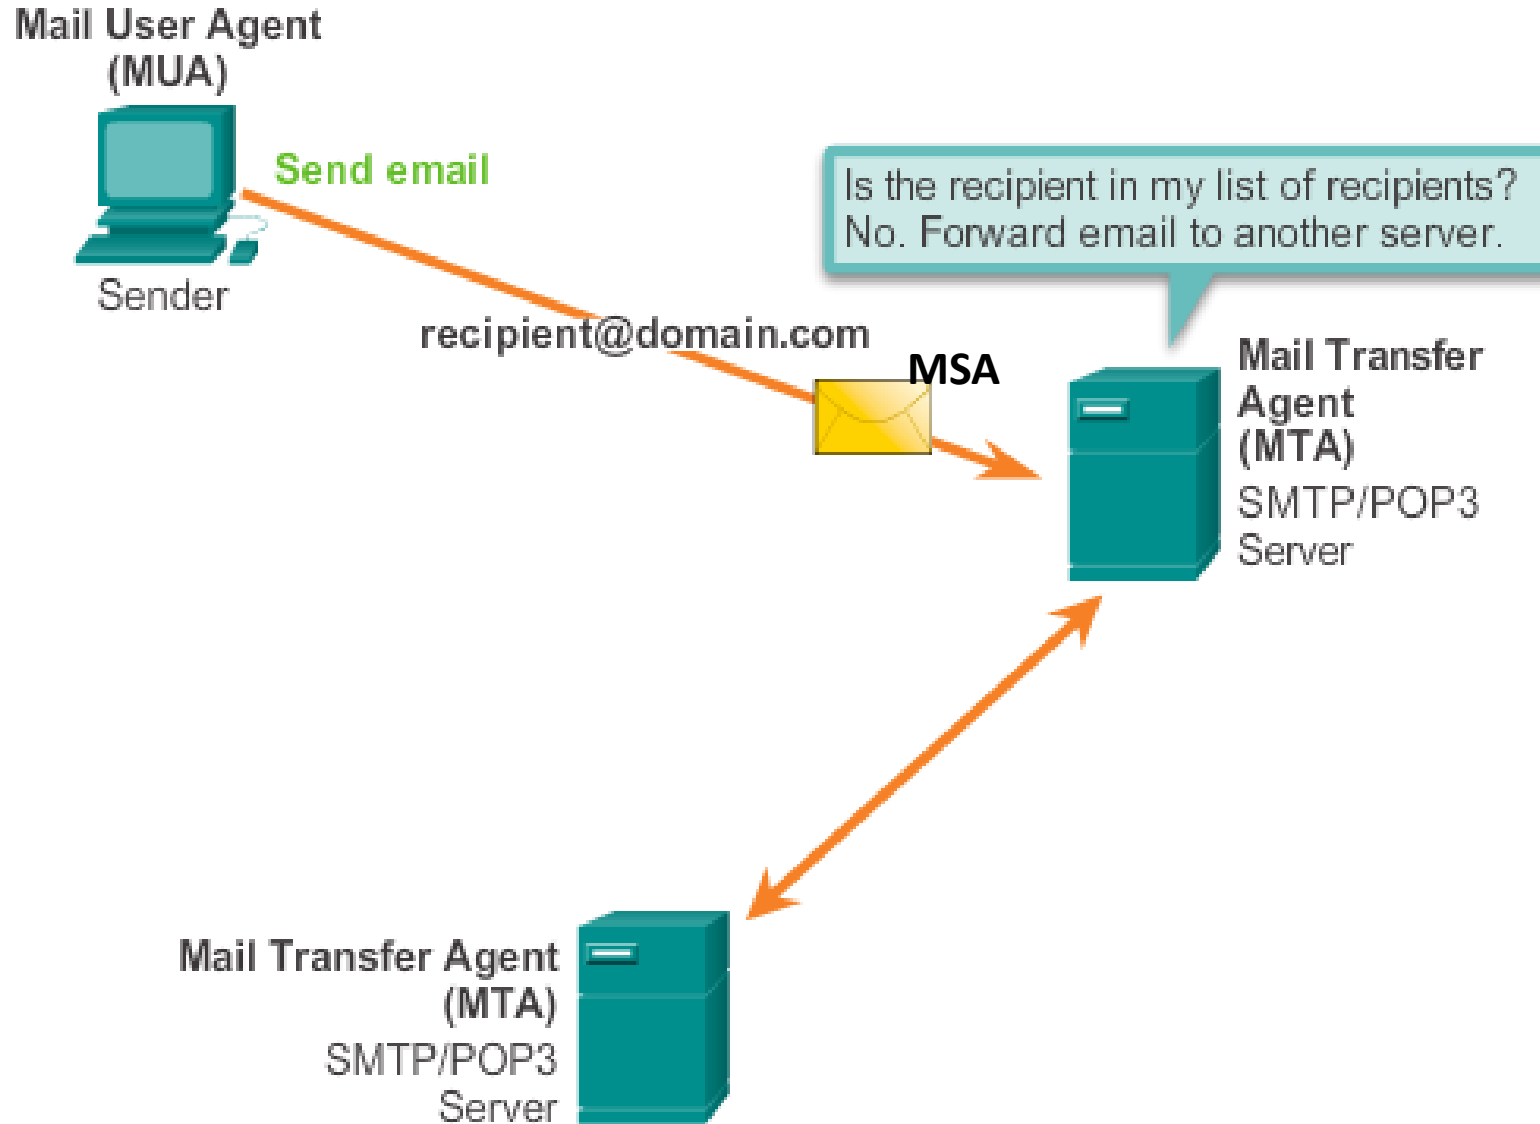 Mail User Agent
(MUA)
Send email
Sender
Is the recipient in my list of recipients?
No. Forward email to another server.
recipient@domain.com
MSA
Mail Transfer
Agent
(MTA)
SMTP/POP3
Server
Mail Transfer Agent
(MTA)
SMTP/POP3
Server